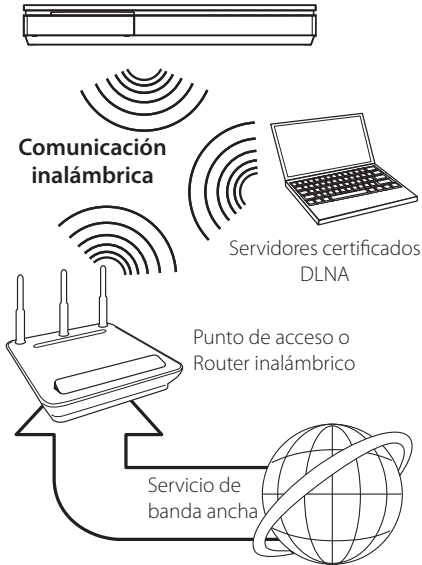 Comunicación
inalámbrica
Servidores certificados
DLNA
Punto de acceso o
Router inalámbrico
Servicio de
banda ancha